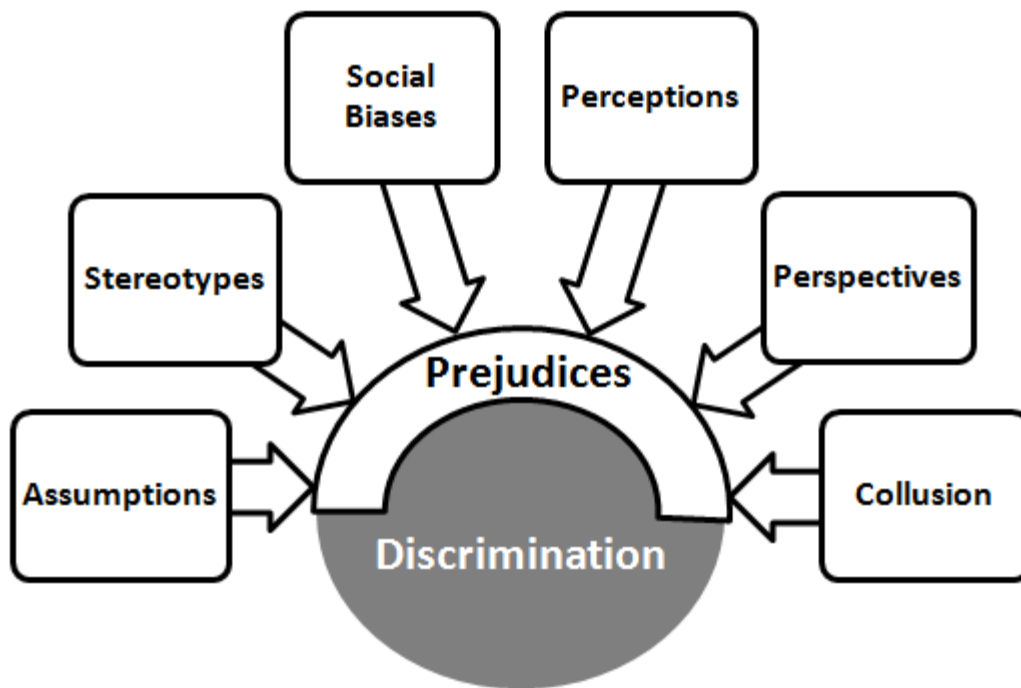 Social
Biases
Perceptions
Stereotypes
Perspectives
Prejudices
Assumptions
Collusion
Discrimination